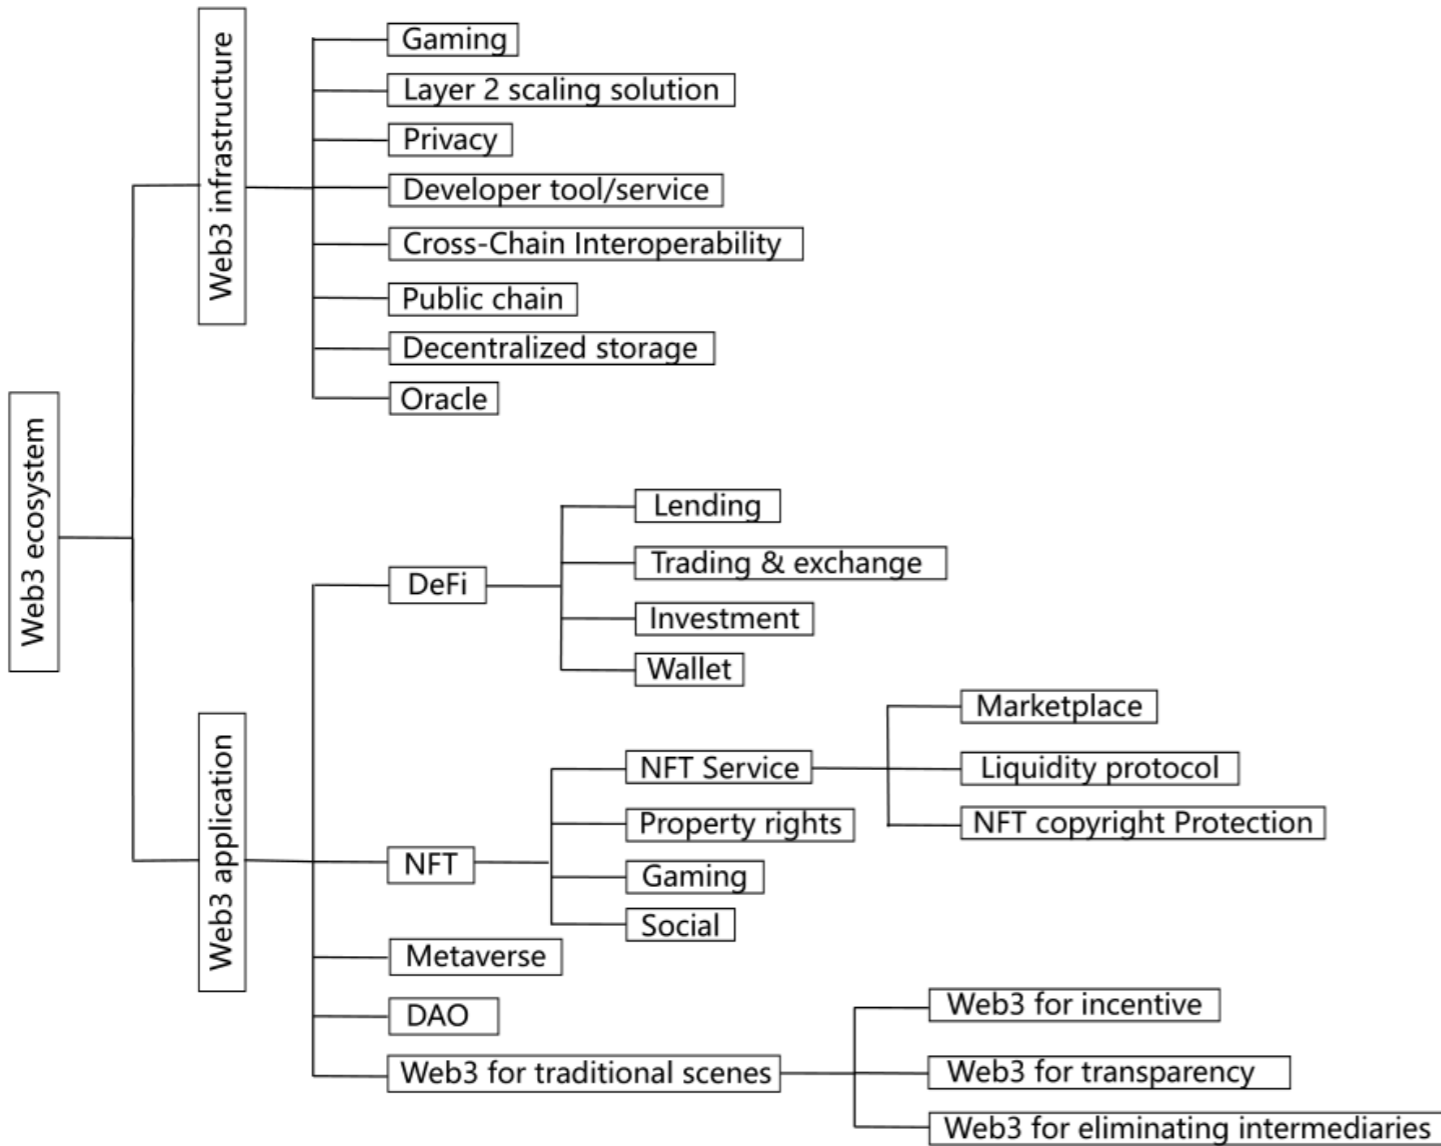 Web3 ecosystem
Web3 infrastructure
Gaming
Layer 2 scaling solution
Privacy
Developer tool/service
Cross-Chain Interoperability
Public chain
Decentralized storage
Oracle
Web3 application
DeFi
Lending
Trading & exchange
Investment
Wallet
NFT
NFT Service
Marketplace
Liquidity protocol
NFT copyright Protection
Property rights
Gaming
Social
Metaverse
DAO
Web3 for traditional scenes
Web3 for incentive
Web3 for transparency
Web3 for eliminating intermediaries